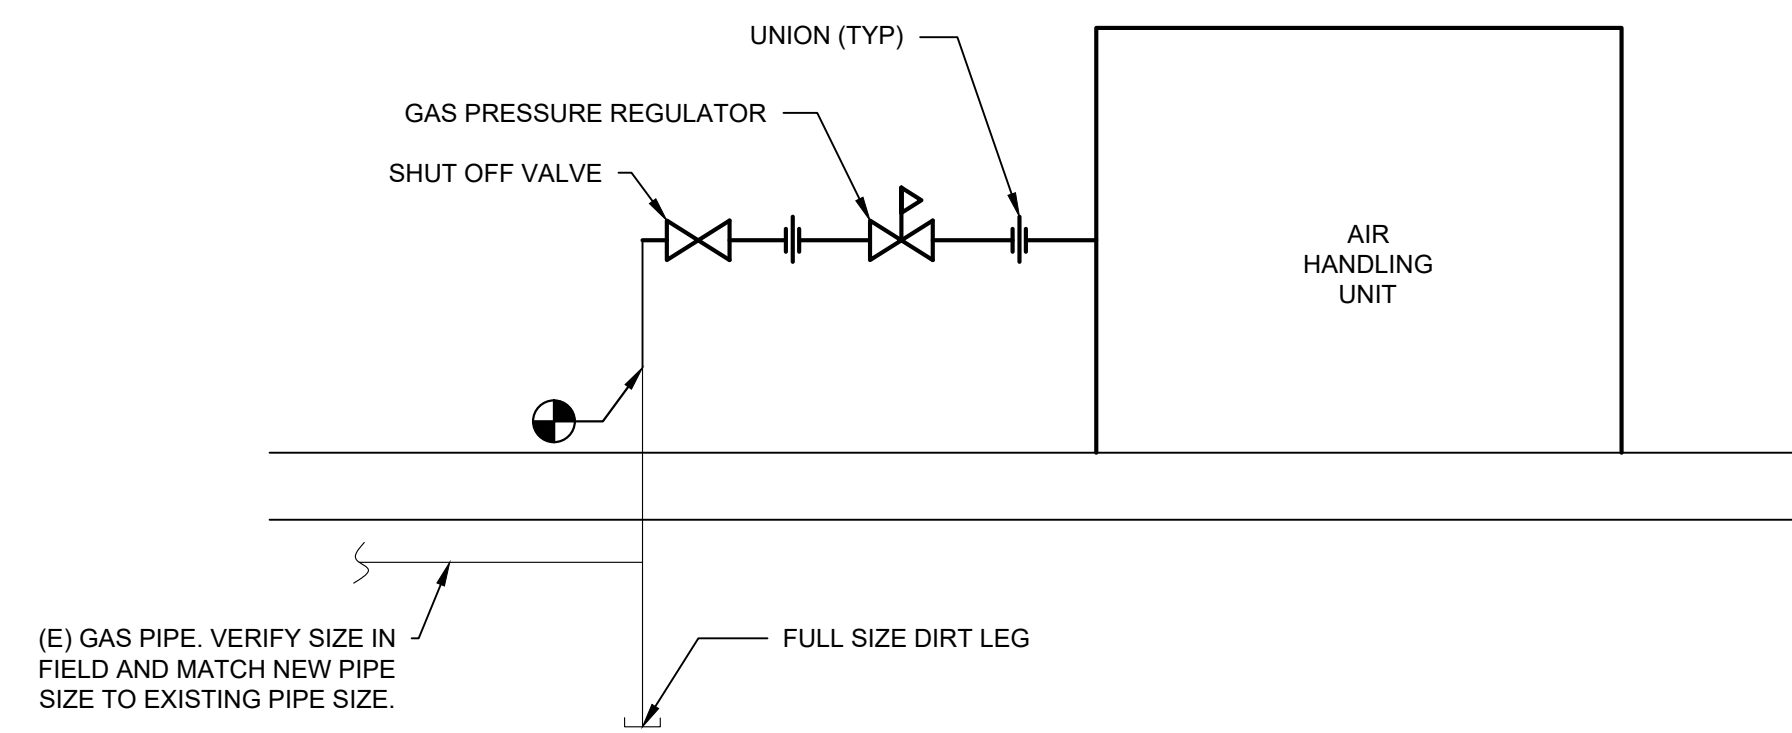 UNION (TYP)
GAS PRESSURE REGULATOR
SHUT OFF VALVE
AIR
HANDLING
UNIT
(E) GAS PIPE. VERIFY SIZE IN
FIELD AND MATCH NEW PIPE
SIZE TO EXISTING PIPE SIZE.
FULL SIZE DIRT LEG